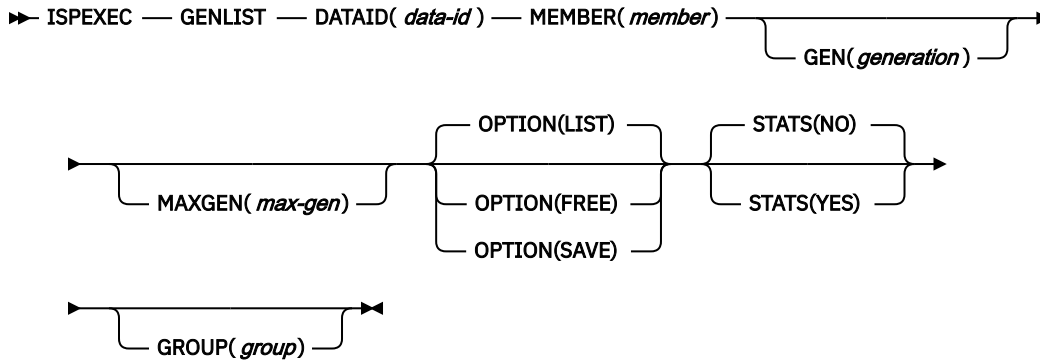 ISPEXEC GENLIST DATAID( data-id ) MEMBER( member )
GEN( generation )
OPTION(LIST) STATS(NO)
MAXGEN( max-gen ) OPTION(FREE) STATS(YES)
OPTION(SAVE)
GROUP( group )